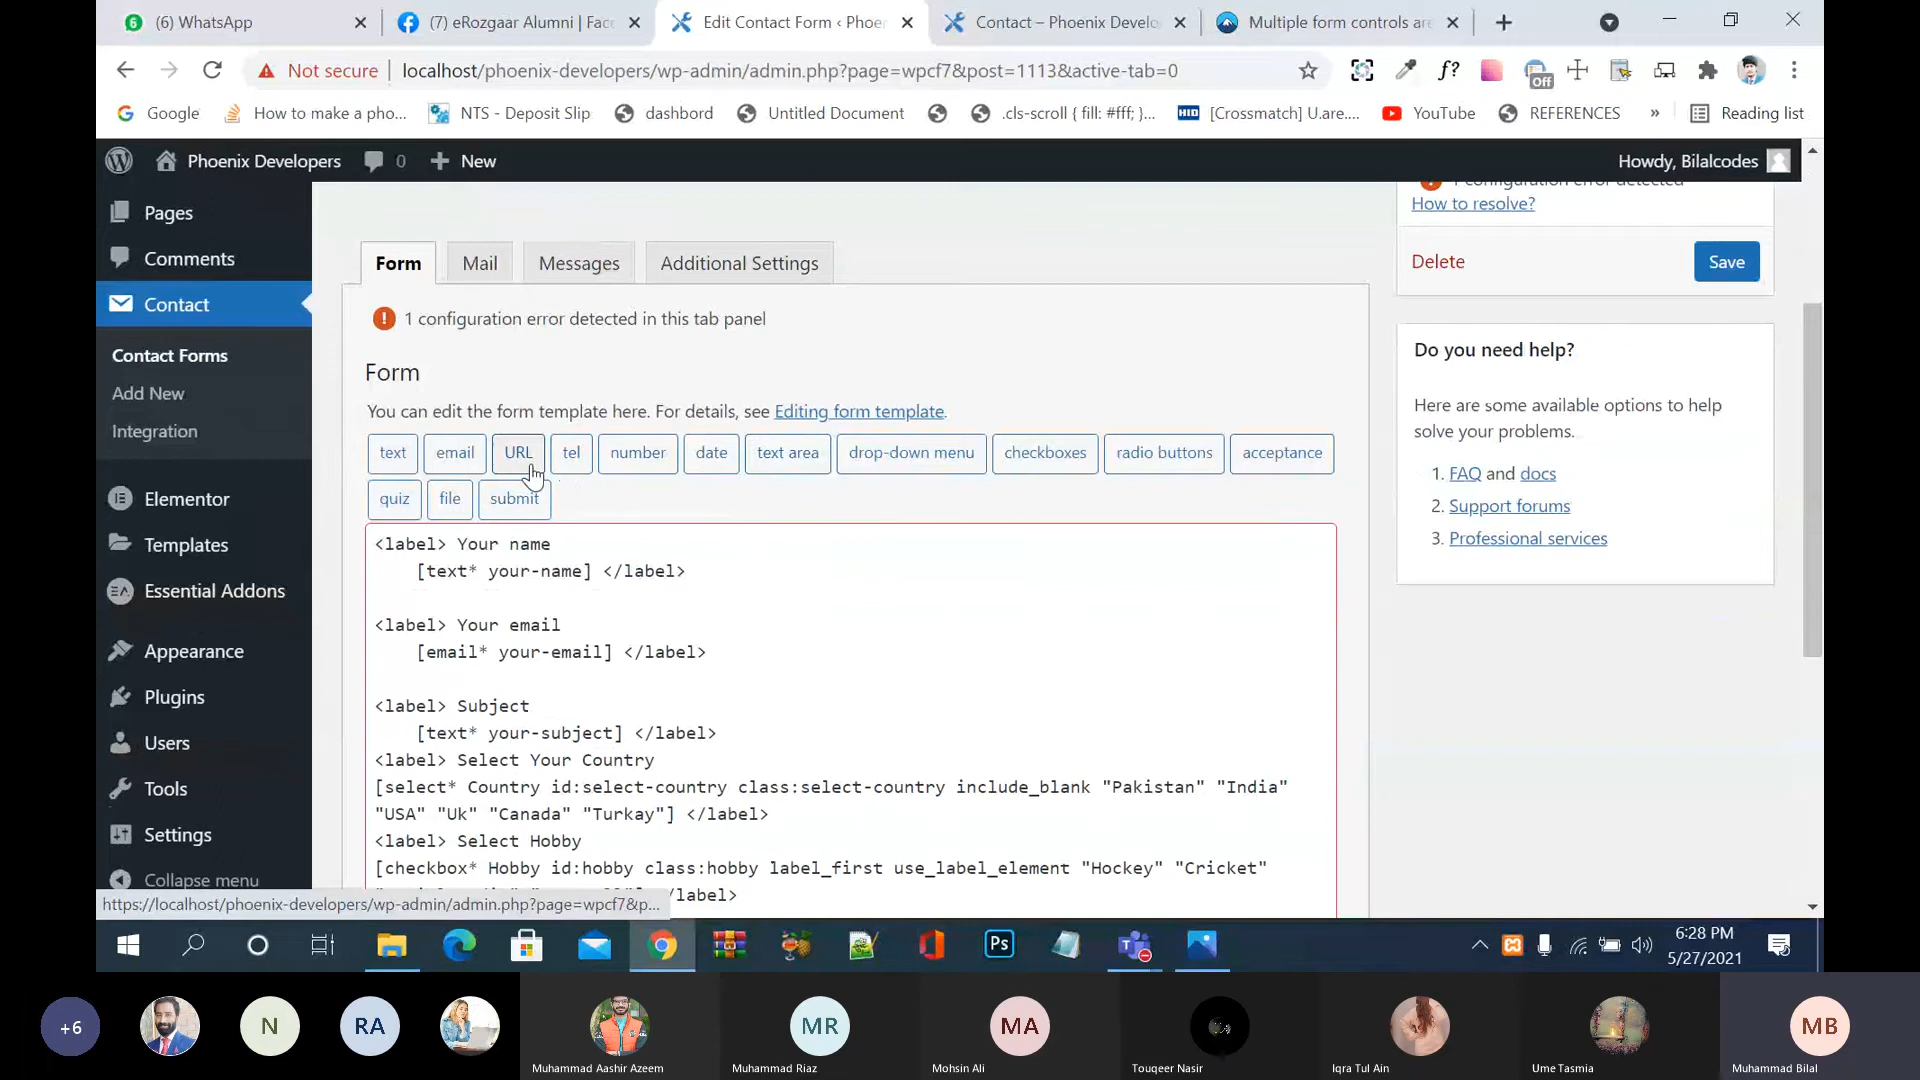 (6) WhatsApp
(7) eRozgaar Alumni | Fac
Edit Contact Form ‹ Phoe
Contact – Phoenix Develo
Multiple form controls are
Not secure
localhost/phoenix-developers/wp-admin/admin.php?page=wpcf7&post=1113&active-tab=0
f?
Off
Google
How to make a pho...
NTS - Deposit Slip
dashbord
Untitled Document
.cls-scroll { fill: #fff; }...
HID
[Crossmatch] U.are....
YouTube
REFERENCES
»
Reading list
Phoenix Developers
0
New
Howdy, Bilalcodes
Pages
Comments
Contact
Contact Forms
Add New
Integration
Elementor
Templates
Essential Addons
Appearance
Plugins
Users
Tools
Settings
Collapse menu
1 configuration error detected
How to resolve?
Delete
Save
Form
Mail
Messages
Additional Settings
1 configuration error detected in this tab panel
Form
You can edit the form template here. For details, see Editing form template.
text
email
URL
tel
number
date
text area
drop-down menu
checkboxes
radio buttons
acceptance
quiz
file
submit
<label> Your name
[text* your-name] </label>
<label> Your email
[email* your-email] </label>
<label> Subject
[text* your-subject] </label>
<label> Select Your Country
[select* Country id:select-country class:select-country include_blank "Pakistan" "India"
"USA" "Uk" "Canada" "Turkay"] </label>
<label> Select Hobby
[checkbox* Hobby id:hobby class:hobby label_first use_label_element "Hockey" "Cricket"
/label>
Do you need help?
Here are some available options to help
solve your problems.
1. FAQ and docs
2. Support forums
3. Professional services
https://localhost/phoenix-developers/wp-admin/admin.php?page=wpcf7&p...
Ps
6:28 PM
5/27/2021
+6
N
RA
MR
MA
MB
Muhammad Aashir Azeem
Muhammad Riaz
Mohsin Ali
Touqeer Nasir
Iqra Tul Ain
Ume Tasmia
Muhammad Bilal